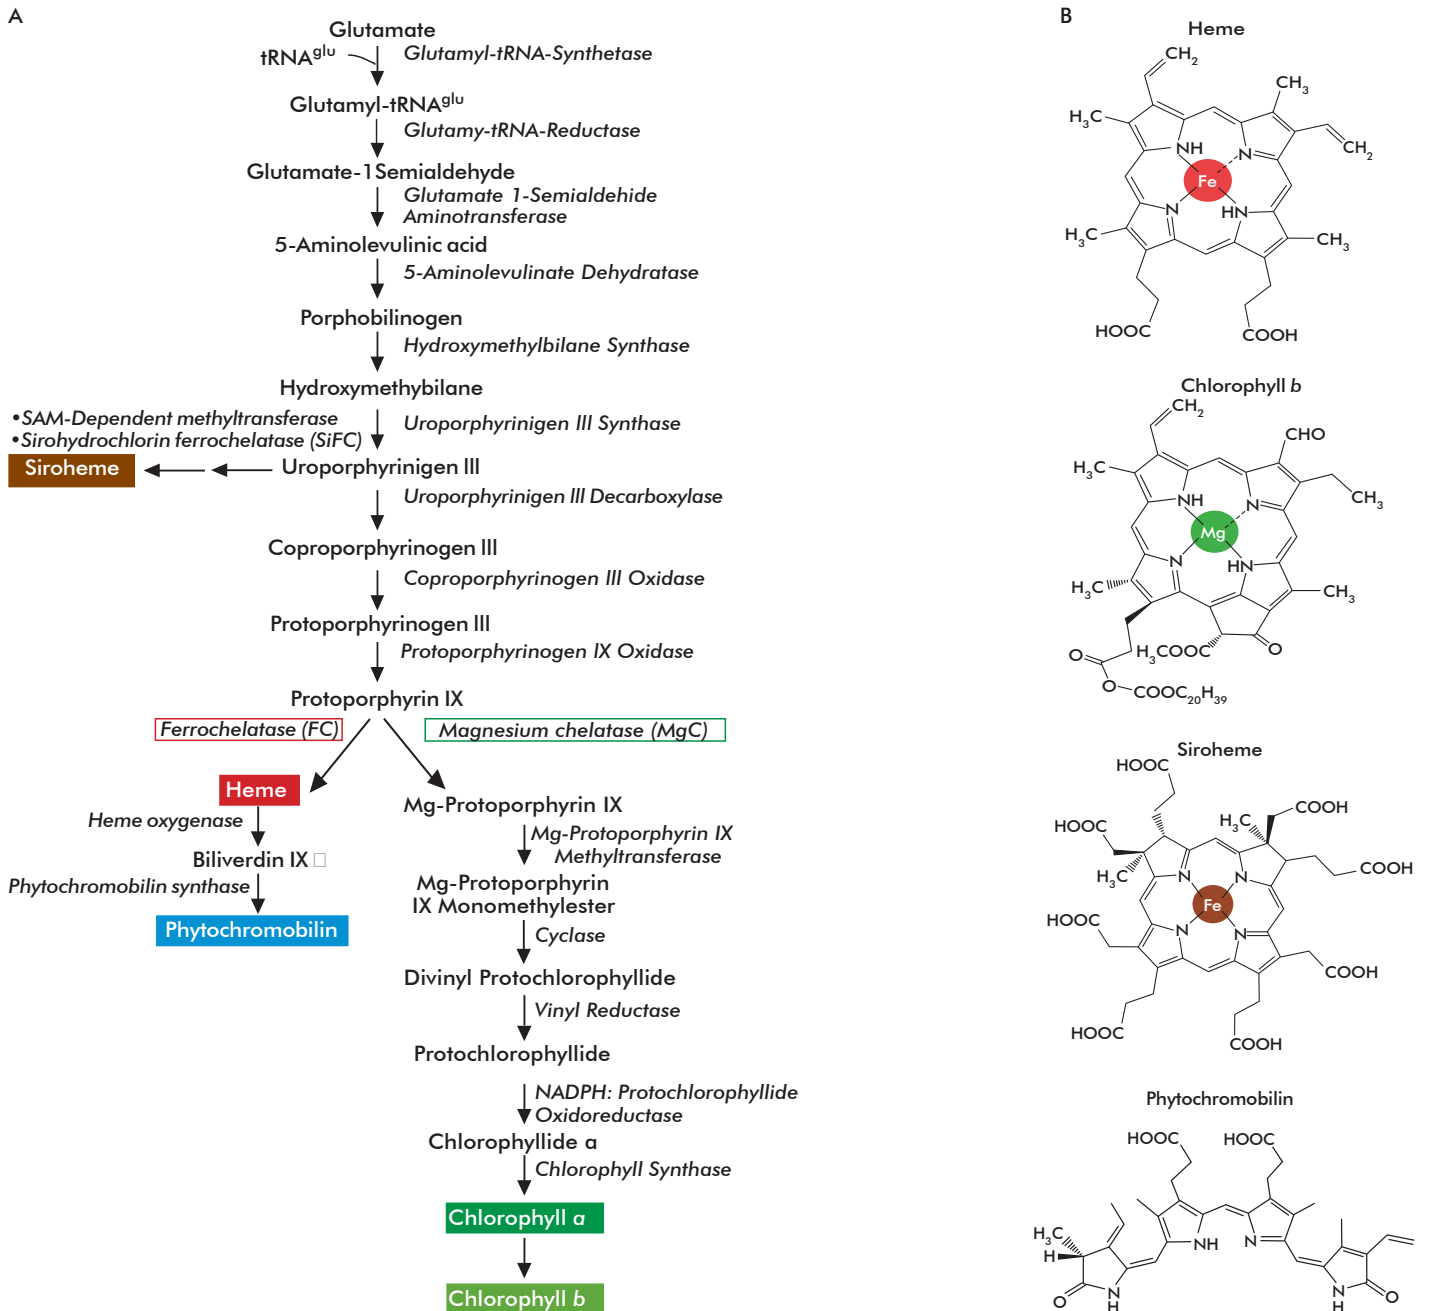 A
Glutamate
tRNAglu
Glutamyl-tRNA-Synthetase
Glutamyl-tRNAglu
Glutamy-tRNA-Reductase
Glutamate-1Semialdehyde
Glutamate 1-Semialdehide
Aminotransferase
5-Aminolevulinic acid
5-Aminolevulinate Dehydratase
Porphobilinogen
Hydroxymethylbilane Synthase
Hydroxymethybilane
•SAM-Dependent methyltransferase
•Sirohydrochlorin ferrochelatase (SiFC)
Uroporphyrinigen III Synthase
Siroheme
Uroporphyrinigen III
Uroporphyrinigen III Decarboxylase
Coproporphyrinogen III
Coproporphyrinogen III Oxidase
Protoporphyrinogen III
Protoporphyrinogen IX Oxidase
Protoporphyrin IX
Ferrochelatase (FC)
Magnesium chelatase (MgC)
Heme
Mg-Protoporphyrin IX
Heme oxygenase
Mg-Protoporphyrin IX
Methyltransferase
Biliverdin IX □
Phytochromobilin synthase
Mg-Protoporphyrin
IX Monomethylester
Phytochromobilin
Cyclase
Divinyl Protochlorophyllide
Vinyl Reductase
Protochlorophyllide
NADPH: Protochlorophyllide
Oxidoreductase
Chlorophyllide a
Chlorophyll Synthase
Chlorophyll a
Chlorophyll b
B
Heme
CH2
CH3
H3C
CH2
NH
N
Fe
N
HN
H3C
CH3
HOOC
COOH
Chlorophyll b
CH2
CHO
H3C
CH3
NH
N
Mg
N
HN
H3C
CH3
H3COOC
O
O
O
COOC20H39
Siroheme
HOOC
COOH
HOOC
H3C
H3C
COOH
N
N
Fe
HOOC
N
N
COOH
HOOC
COOH
Phytochromobilin
HOOC
HOOC
H3C
H
NH
N
O
N
H
N
H
O